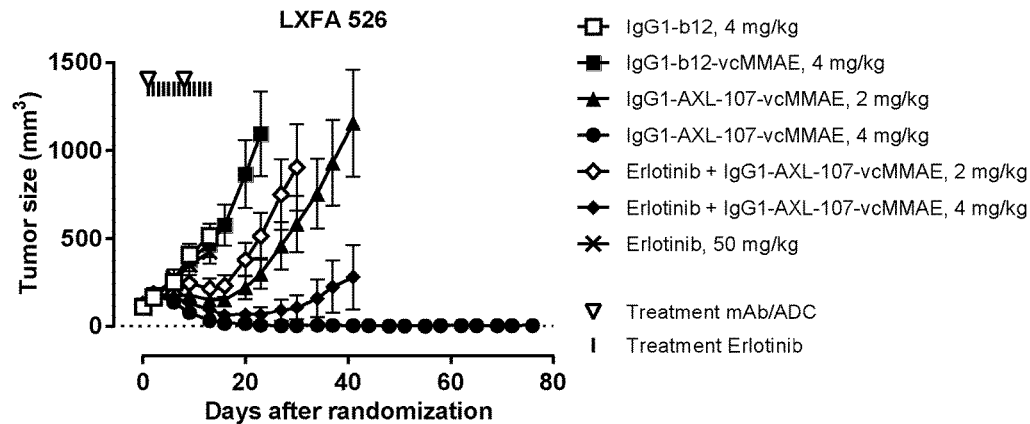 LXFA 526
1500
1000
500
0
Tumor size (mm³)
0
20
40
60
80
Days after randomization
IgG1-b12, 4 mg/kg
IgG1-b12-vcMMAE, 4 mg/kg
IgG1-AXL-107-vcMMAE, 2 mg/kg
IgG1-AXL-107-vcMMAE, 4 mg/kg
Erlotinib + IgG1-AXL-107-vcMMAE, 2 mg/kg
Erlotinib + IgG1-AXL-107-vcMMAE, 4 mg/kg
Erlotinib, 50 mg/kg
Treatment mAb/ADC
Treatment Erlotinib